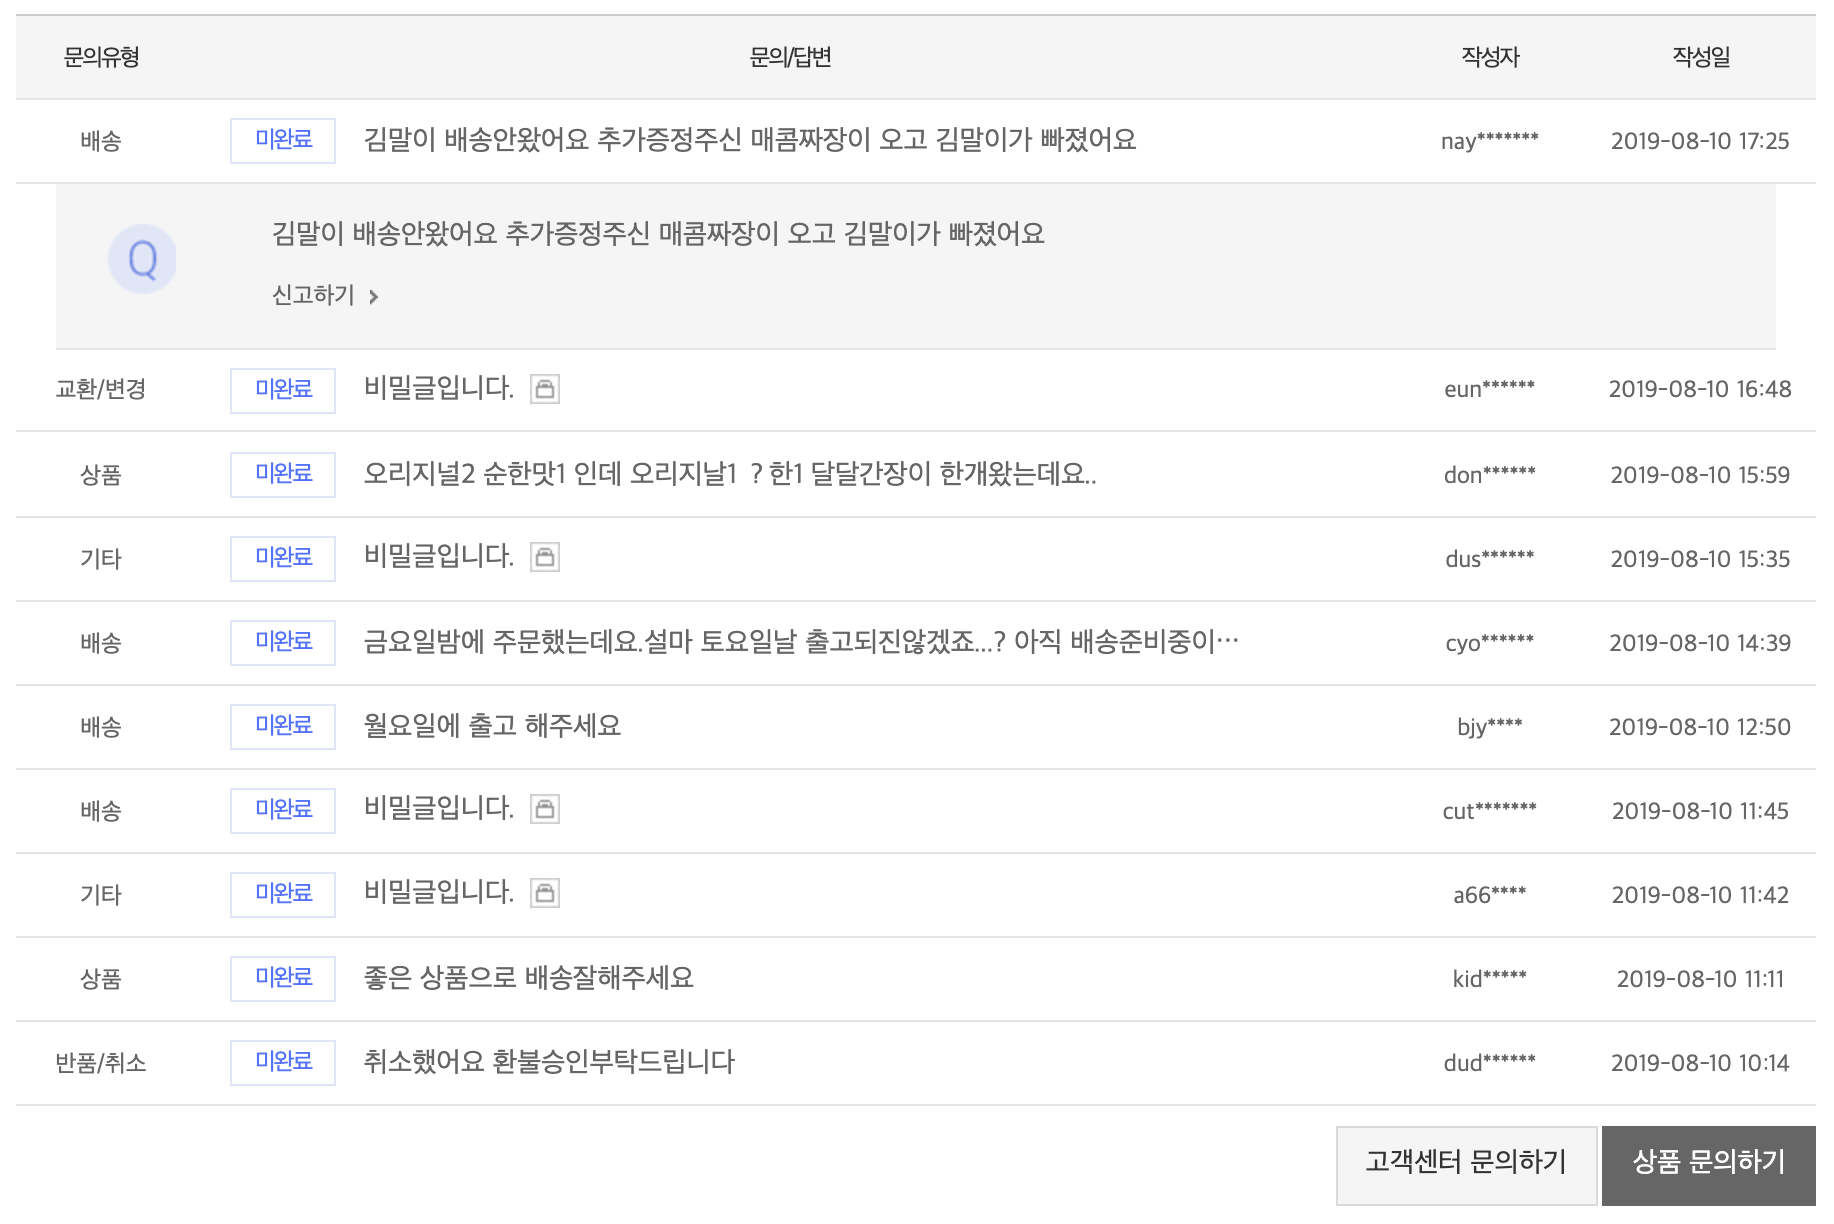 문의유형 문의/답변 작성자 작성일
배송 미완료 김말이 배송안왔어요 추가증정주신 매콤짜장이 오고 김말이가 빠졌어요 nay******* 2019-08-10 17:25
Q 김말이 배송안왔어요 추가증정주신 매콤짜장이 오고 김말이가 빠졌어요
신고하기 >
교환/변경 미완료 비밀글입니다. eun****** 2019-08-10 16:48
상품 미완료 오리지널2 순한맛1 인데 오리지날1 ? 한1 달달간장이 한개왔는데요.. don****** 2019-08-10 15:59
기타 미완료 비밀글입니다. dus****** 2019-08-10 15:35
배송 미완료 금요일밤에 주문했는데요.설마 토요일날 출고되진않겠죠...? 아직 배송준비중이… cyo****** 2019-08-10 14:39
배송 미완료 월요일에 출고 해주세요 bjy**** 2019-08-10 12:50
배송 미완료 비밀글입니다. cut******* 2019-08-10 11:45
기타 미완료 비밀글입니다. a66**** 2019-08-10 11:42
상품 미완료 좋은 상품으로 배송잘해주세요 kid***** 2019-08-10 11:11
반품/취소 미완료 취소했어요 환불승인부탁드립니다 dud****** 2019-08-10 10:14
고객센터 문의하기 상품 문의하기